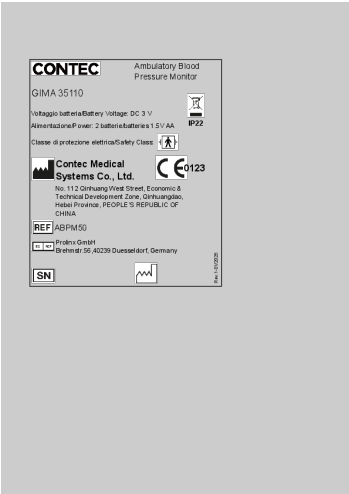 CONTEC
Ambulatory Blood
Pressure Monitor
GIMA 35110
Voltaggio batteria/Battery Voltage: DC 3 V
Alimentazione/Power: 2 batterie/batteries 1.5V AA
IP22
Classe di protezione elettrica/Safety Class:
Contec Medical
Systems Co., Ltd.
CE0123
No. 112 Qinhuang West Street, Economic &
Technical Development Zone, Qinhuangdao,
Hebei Province, PEOPLE'S REPUBLIC OF
CHINA
REF ABPM50
EC REP
Prolinx GmbH
Brehmstr.56,40239 Duesseldorf, Germany
SN